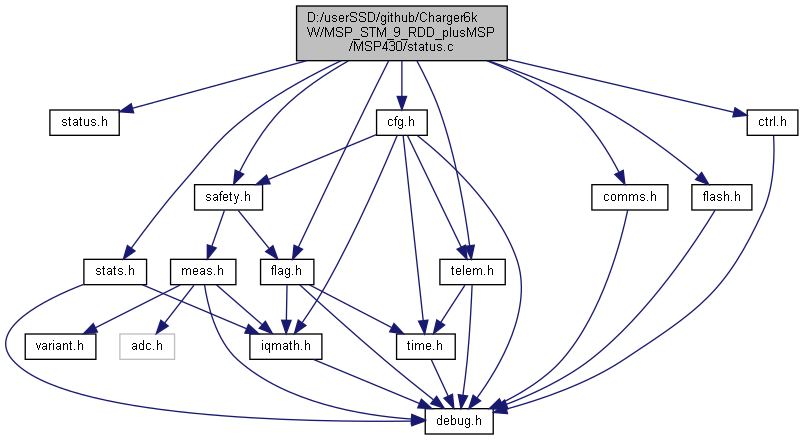 D:/userSSD/github/Charger6k
W/MSP_STM_9_RDD_plusMSP
/MSP430/status.c
status.h
cfg.h
ctrl.h
safety.h
comms.h
flash.h
stats.h
meas.h
flag.h
telem.h
variant.h
adc.h
iqmath.h
time.h
debug.h